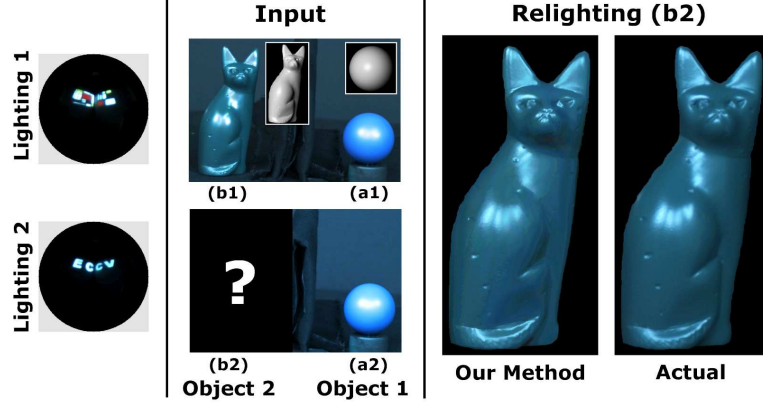 Input
Relighting (b2)
Lighting 1
(b1)
(a1)
Lighting 2
ECCV
?
(b2)
(a2)
Object 2
Object 1
Our Method
Actual